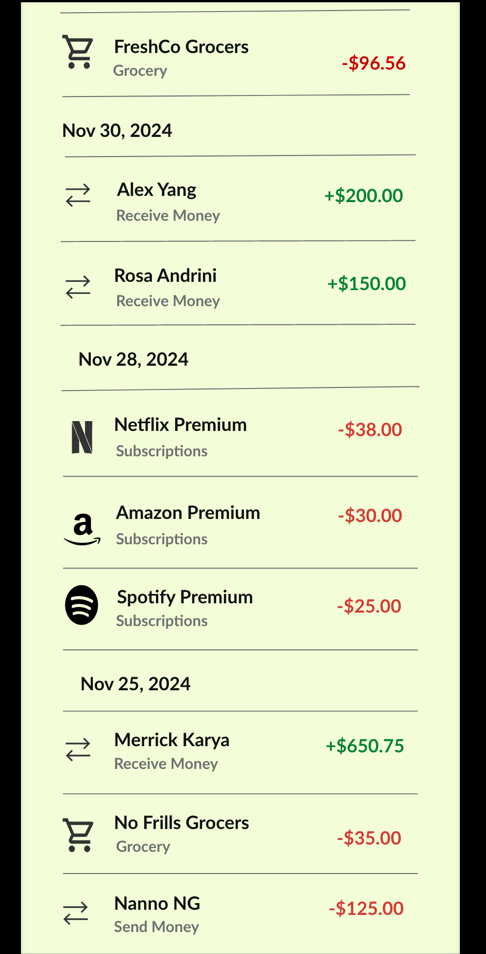 FreshCo Grocers
Grocery
-$96.56
Nov 30, 2024
Alex Yang
Receive Money
+$200.00
Rosa Andrini
Receive Money
+$150.00
Nov 28, 2024
Netflix Premium
Subscriptions
-$38.00
Amazon Premium
Subscriptions
-$30.00
Spotify Premium
Subscriptions
-$25.00
Nov 25, 2024
Merrick Karya
Receive Money
+$650.75
No Frills Grocers
Grocery
-$35.00
Nanno NG
Send Money
-$125.00